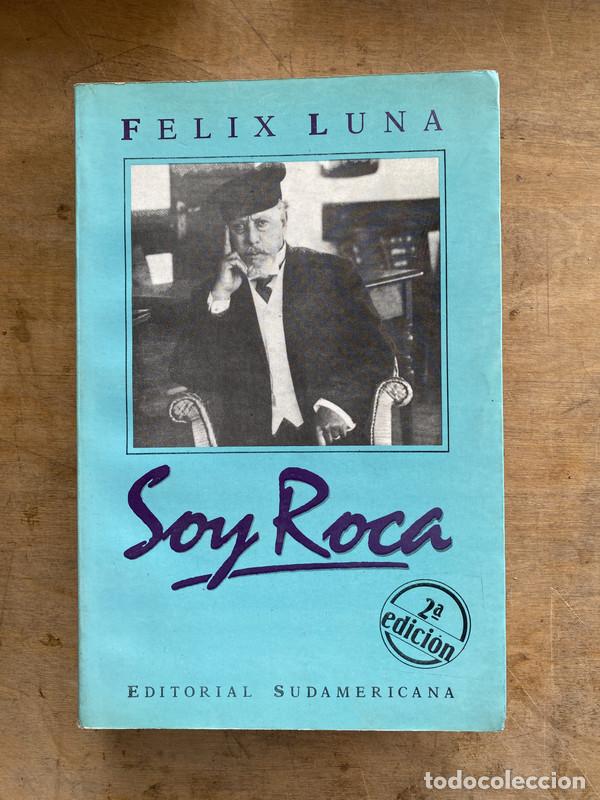 FELIX LUNA
Soy Roca
2ª
edición
EDITORIAL SUDAMERICANA
todocoleccion